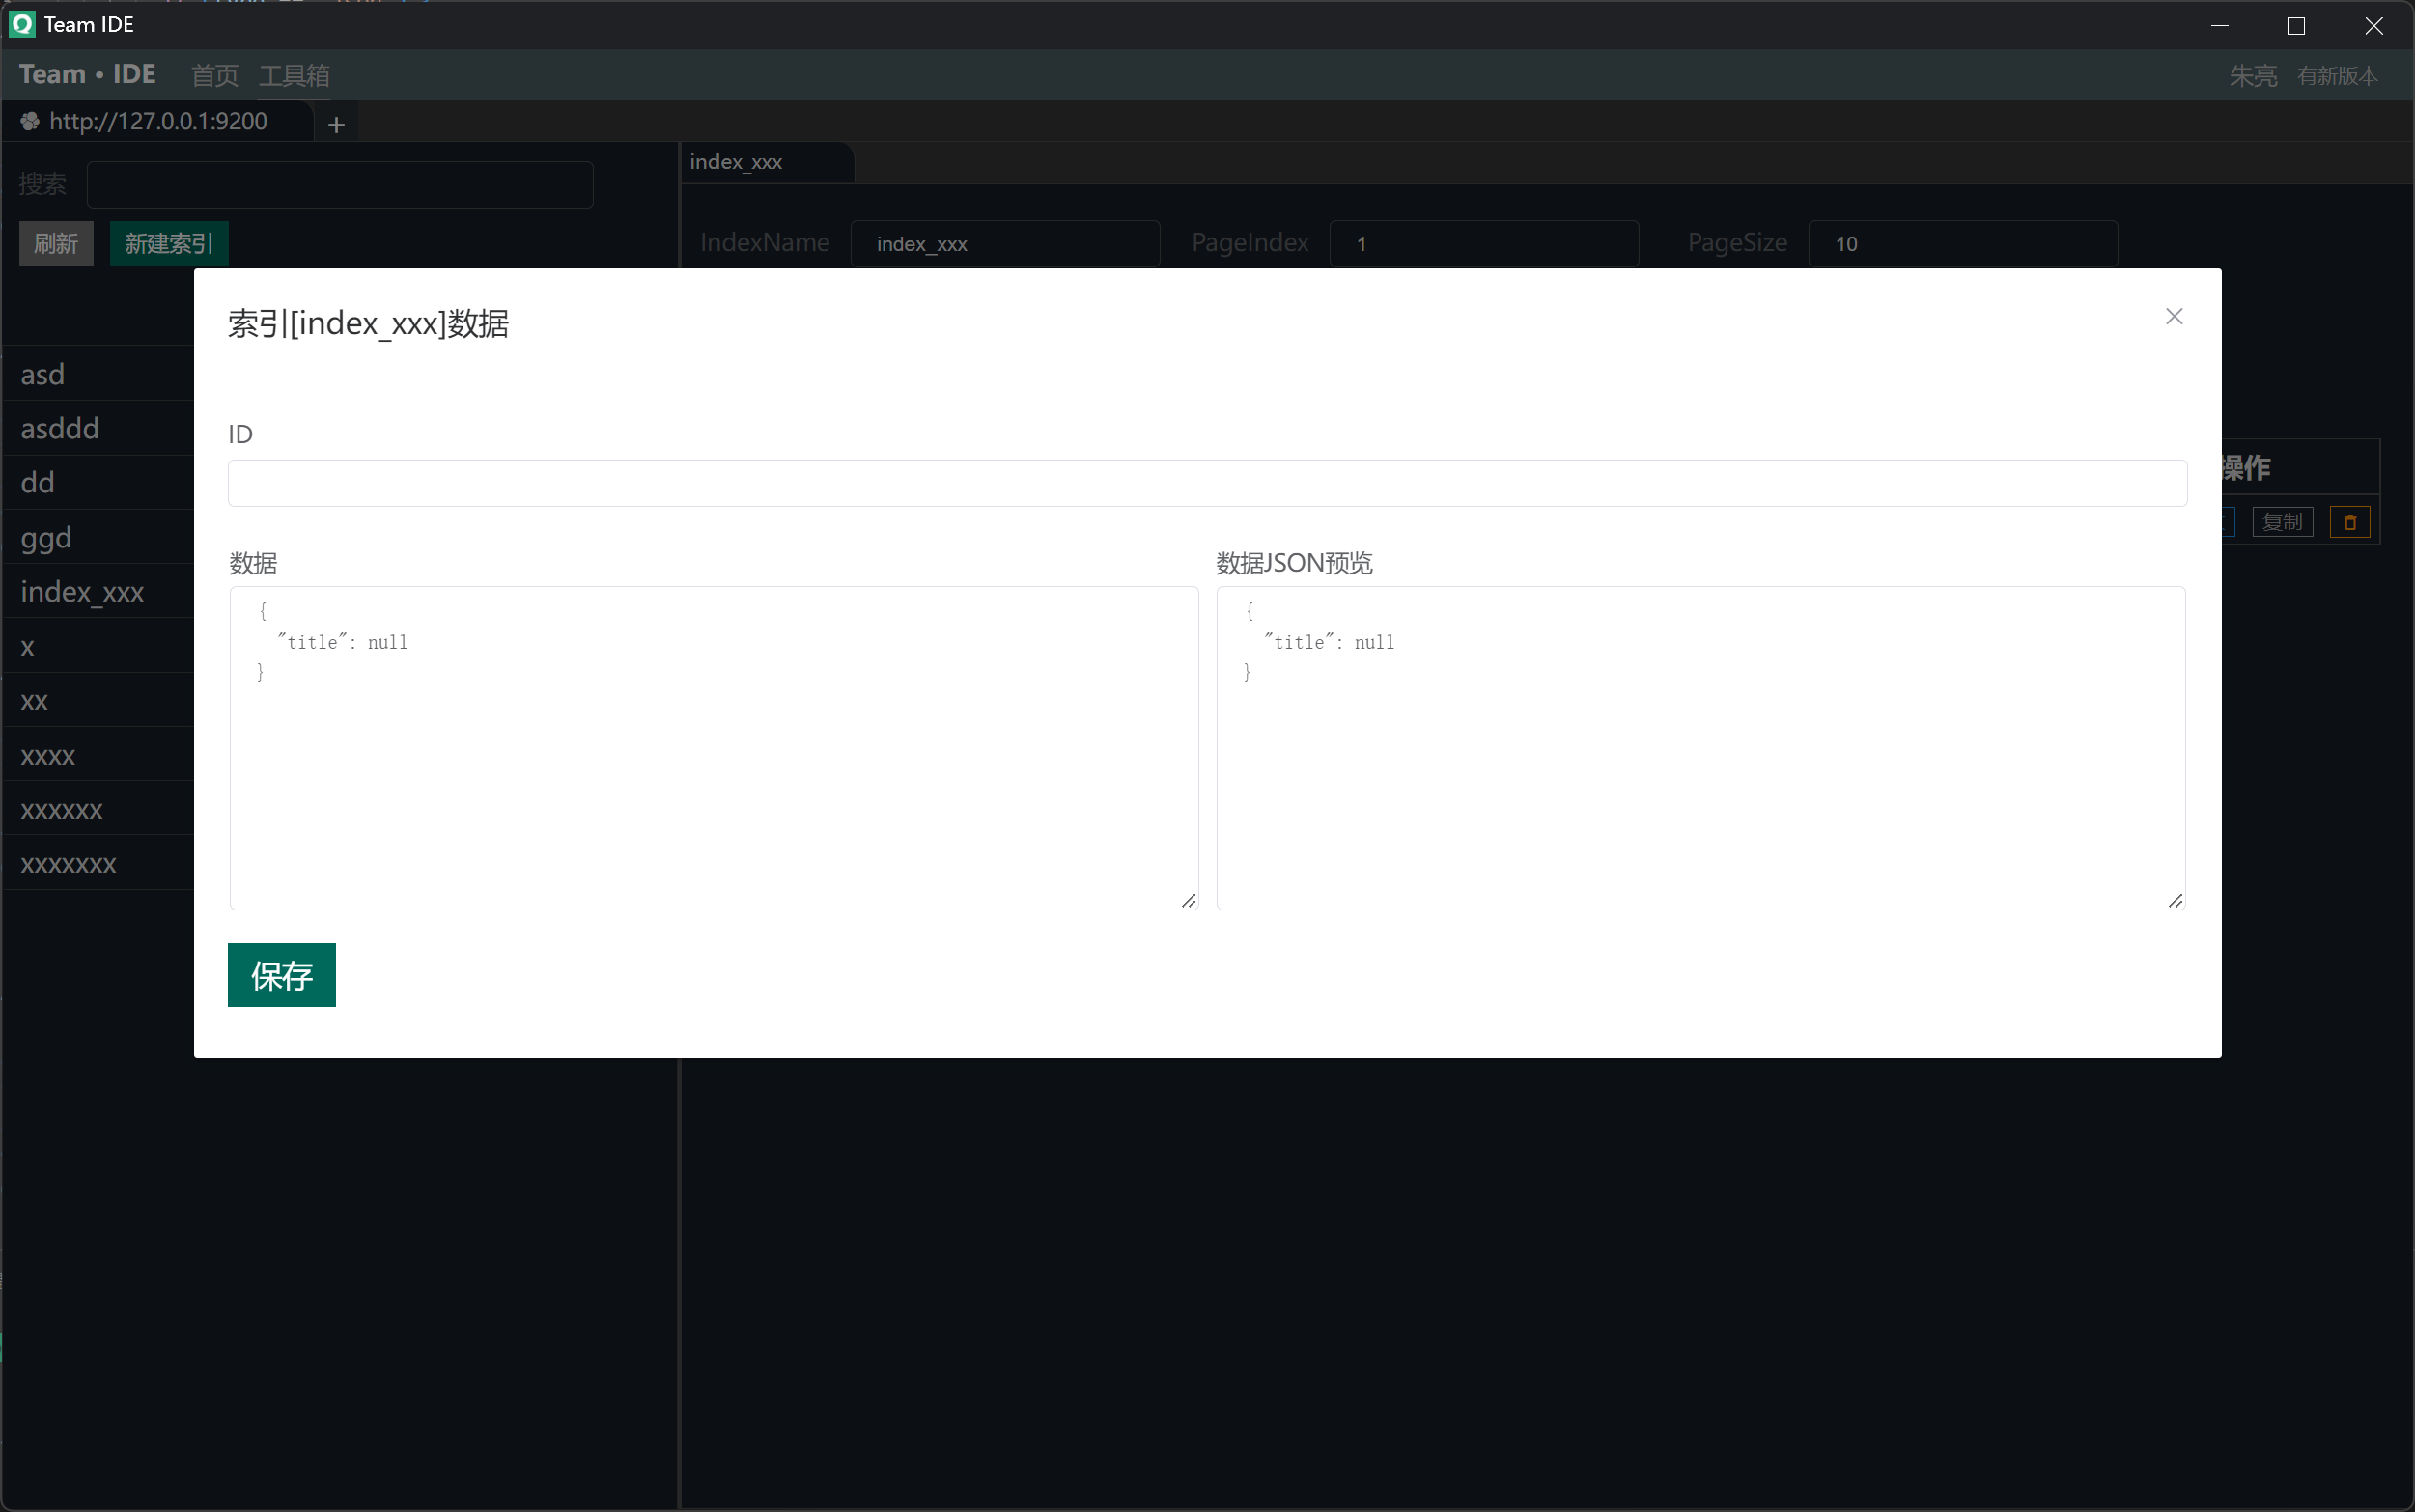 Team IDE
Team • IDE 首页 工具箱 朱亮 有新版本
http://127.0.0.1:9200 +
搜索
刷新 新建索引
index_xxx
IndexName index_xxx PageIndex 1 PageSize 10
asd
asddd
dd
ggd
index_xxx
x
xx
xxxx
xxxxxx
xxxxxxx
操作
复制
索引[index_xxx]数据
ID
数据
{
"title": null
}
数据JSON预览
{
"title": null
}
保存